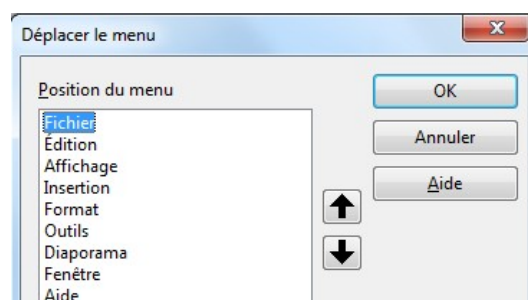 Déplacer le menu
Position du menu
Fichier
Édition
Affichage
Insertion
Format
Outils
Diaporama
Fenêtre
Aide
OK
Annuler
Aide